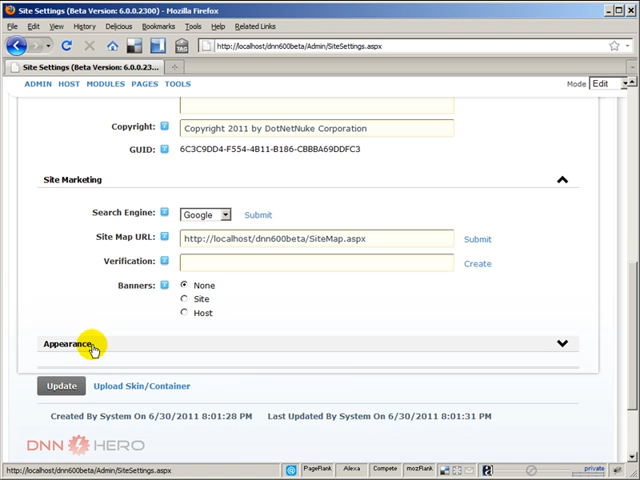 Site Settings (Beta Version: 6.0.0.2300) - Mozilla Firefox
File Edit View History Delicious Bookmarks Tools Help Related Links
http://localhost/dnn600beta/Admin/SiteSettings.aspx
Site Settings (Beta Version: 6.0.0.23...
ADMIN HOST MODULES PAGES TOOLS Mode Edit
Copyright: Copyright 2011 by DotNetNuke Corporation
GUID: 6C3C9DD4-F554-4B11-B186-CBBBA69DDFC3
Site Marketing
Search Engine: Google Submit
Site Map URL: http://localhost/dnn600beta/SiteMap.aspx Submit
Verification: Create
Banners: None
Site
Host
Appearance
Update Upload Skin/Container
Created By System On 6/30/2011 8:01:28 PM Last Updated By System On 6/30/2011 8:01:31 PM
DNN HERO
http://localhost/dnn600beta/Admin/SiteSettings.aspx PageRank Alexa Compete mozRank private